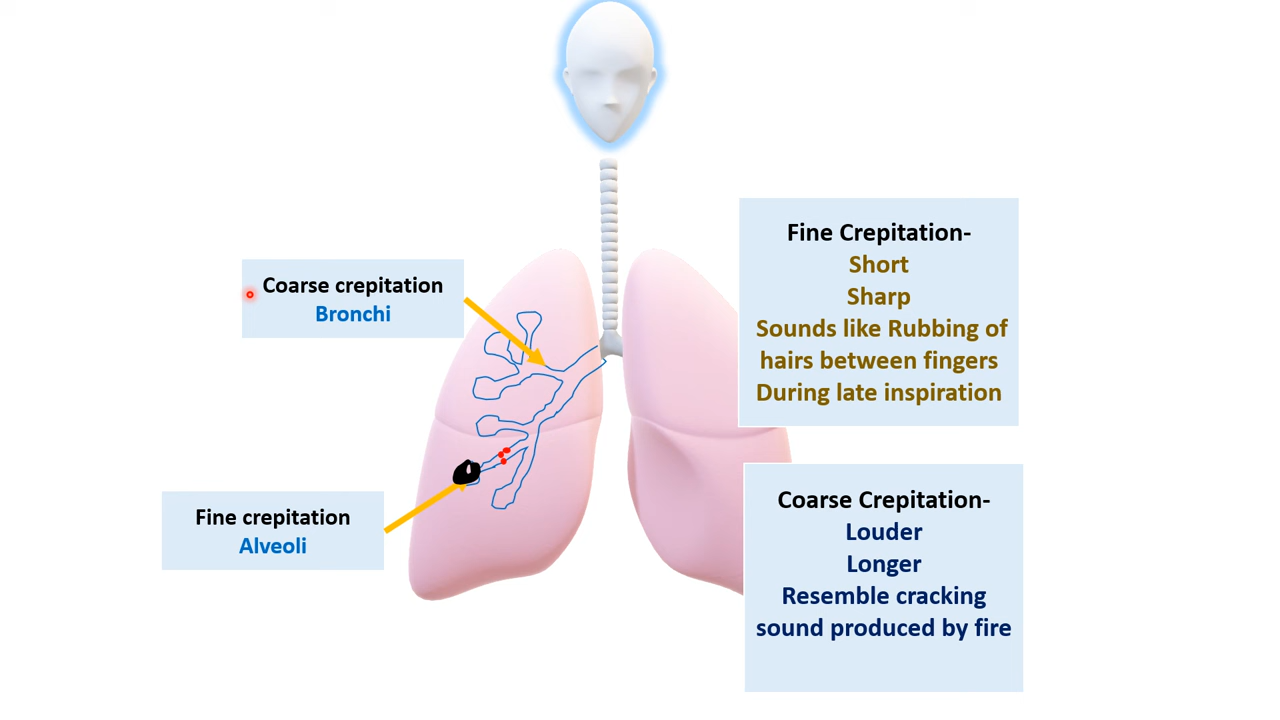 Coarse crepitation
Bronchi
Fine crepitation
Alveoli
Fine Crepitation-
Short
Sharp
Sounds like Rubbing of
hairs between fingers
During late inspiration
Coarse Crepitation-
Louder
Longer
Resemble cracking
sound produced by fire